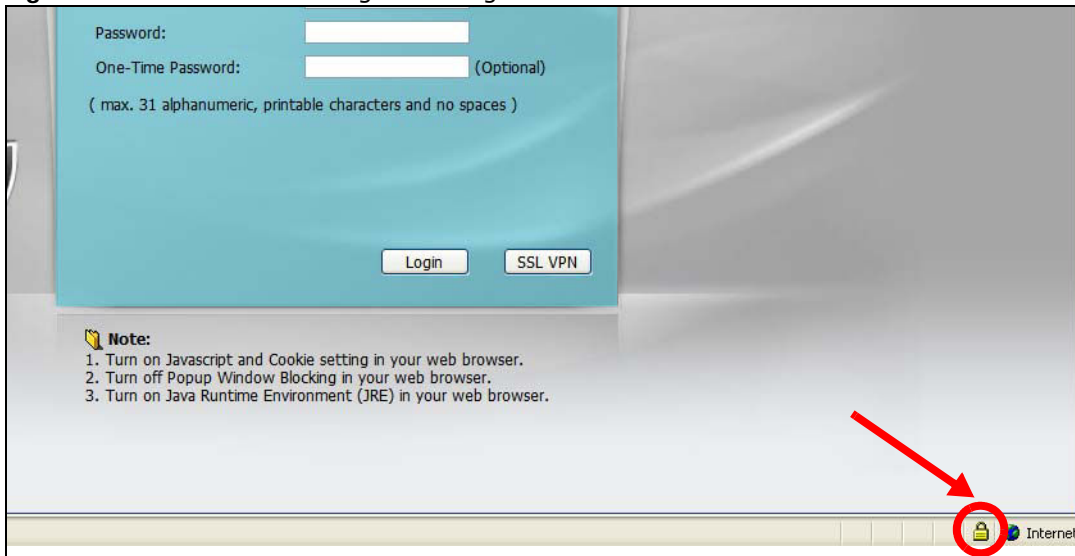 Password:
One-Time Password: (Optional)
( max. 31 alphanumeric, printable characters and no spaces )
Login SSL VPN
Note:
1. Turn on Javascript and Cookie setting in your web browser.
2. Turn off Popup Window Blocking in your web browser.
3. Turn on Java Runtime Environment (JRE) in your web browser.
Internet